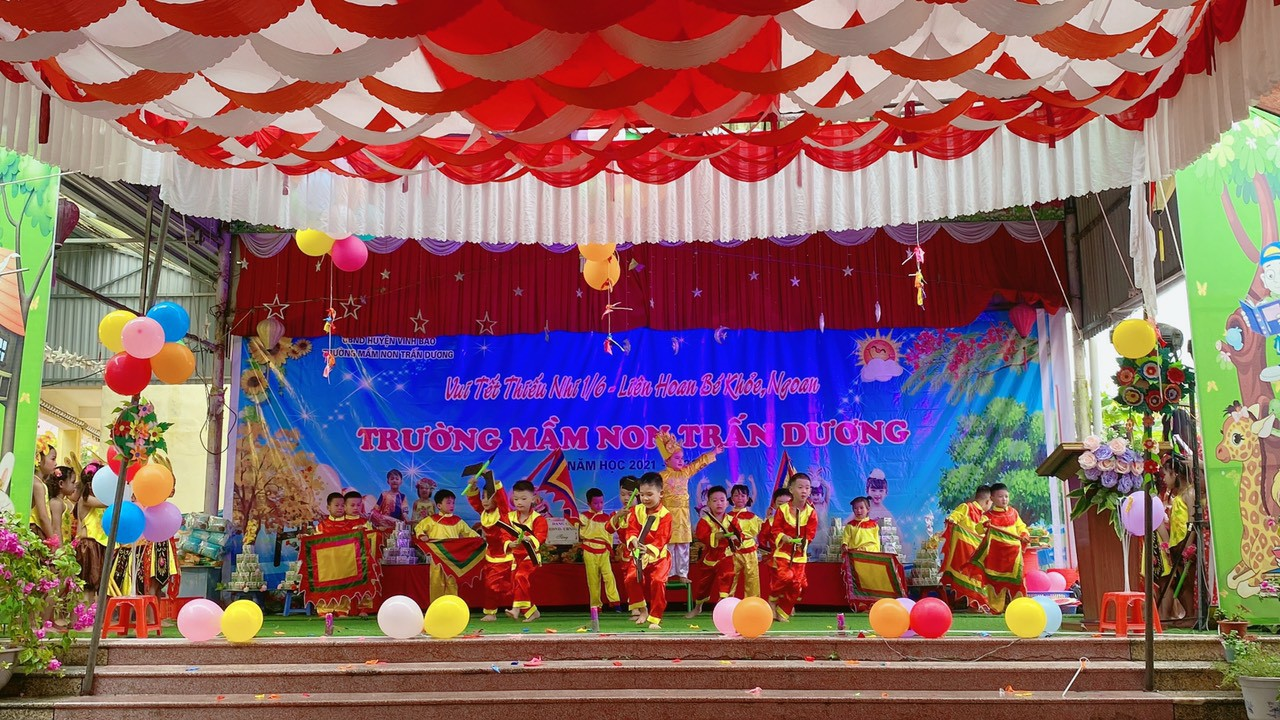 UBND HUYỆN VĨNH BẢO
TRƯỜNG MẦM NON TRẤN DƯƠNG
Vui Tết Thiếu Nhi 1/6 - Liên Hoan Bé Khỏe, Ngoan
TRƯỜNG MẦM NON TRẤN DƯƠNG
NĂM HỌC 2021